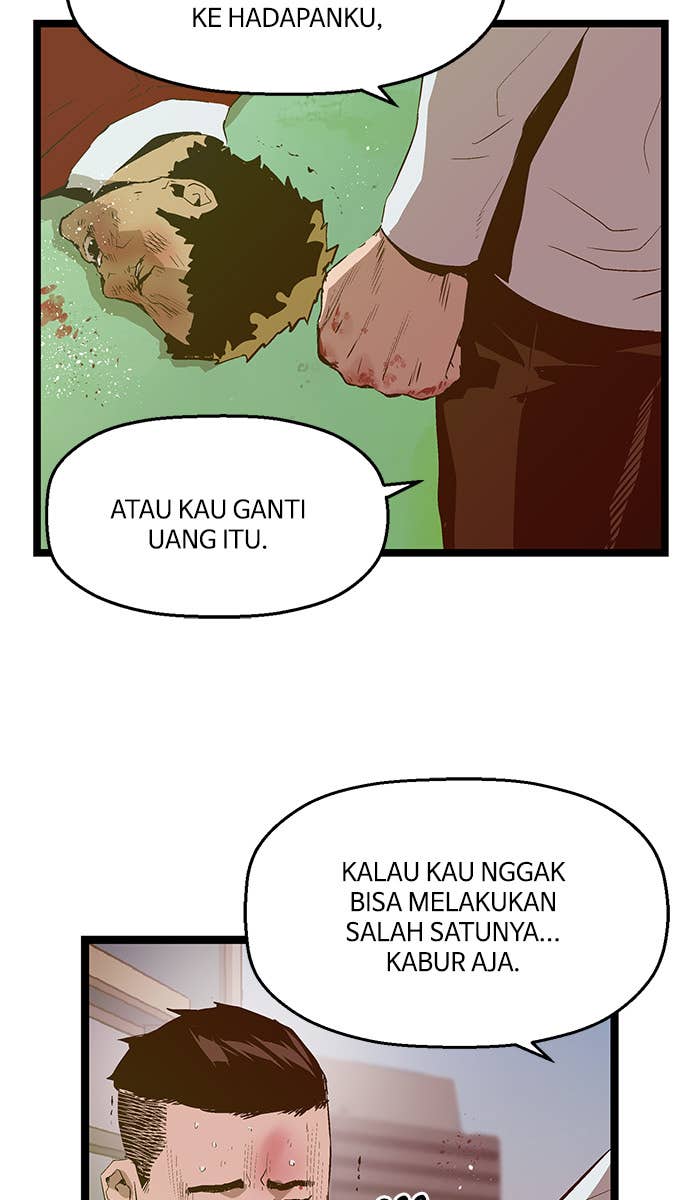 KE HADAPANKU,
ATAU KAU GANTI
UANG ITU.
KALAU KAU NGGAK
BISA MELAKUKAN
SALAH SATUNYA...
KABUR AJA.